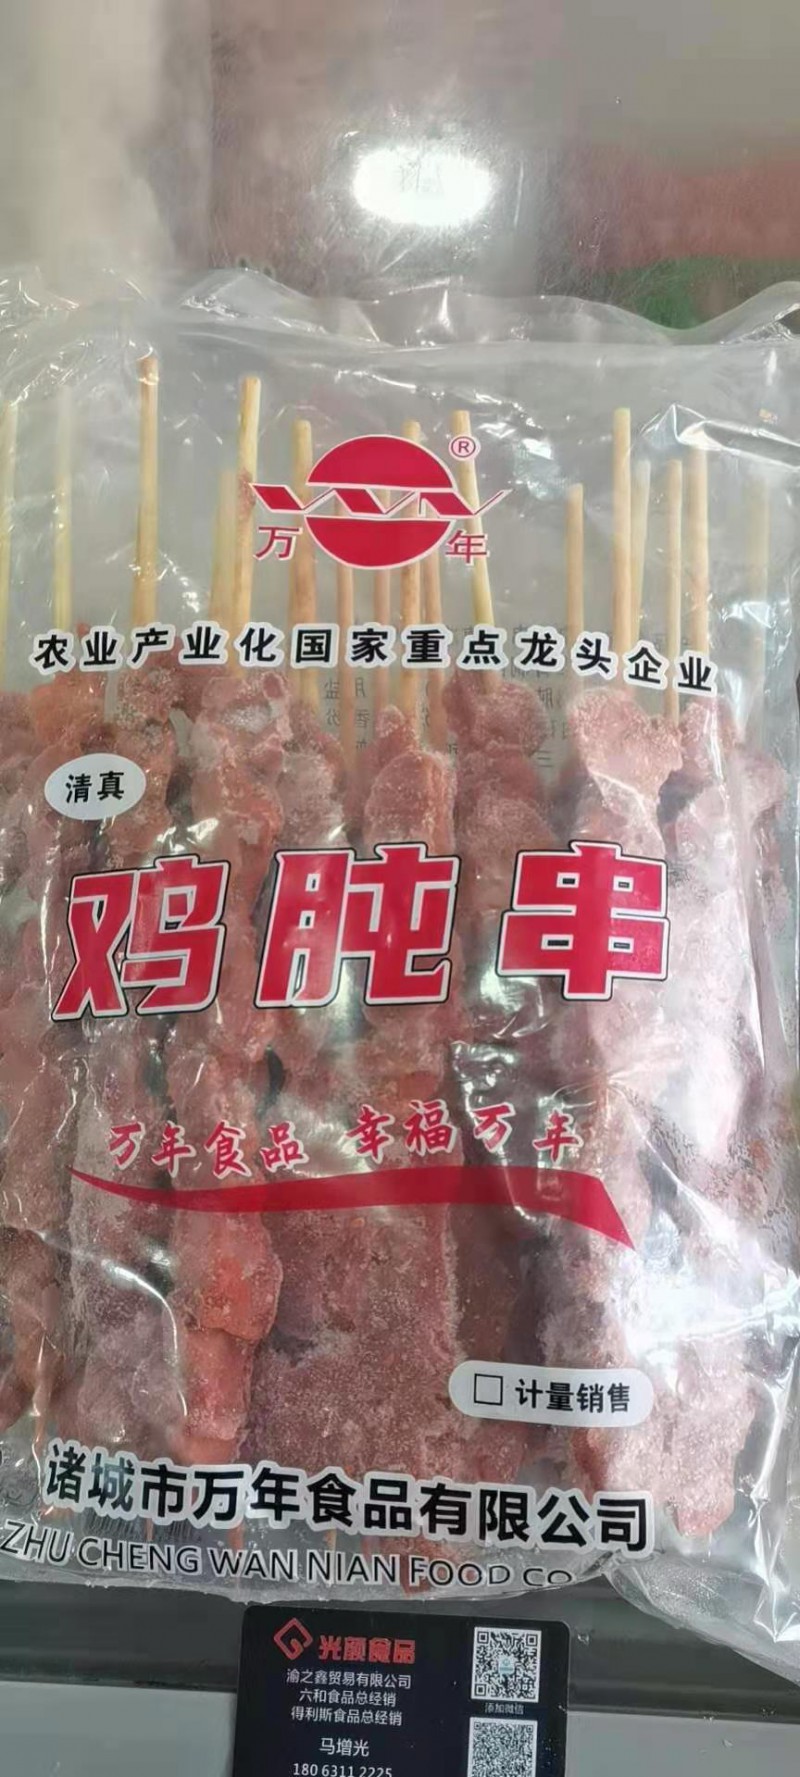 ®
万年
农业产业化国家重点龙头企业
清真
鸡肫串
万年食品 幸福万年
□ 计量销售
诸城市万年食品有限公司
ZHU CHENG WAN NIAN FOOD CO
光颜食品
渝之鑫贸易有限公司
六和食品总经销
得利斯食品总经销
添加微信
马增光
180 6311 2225